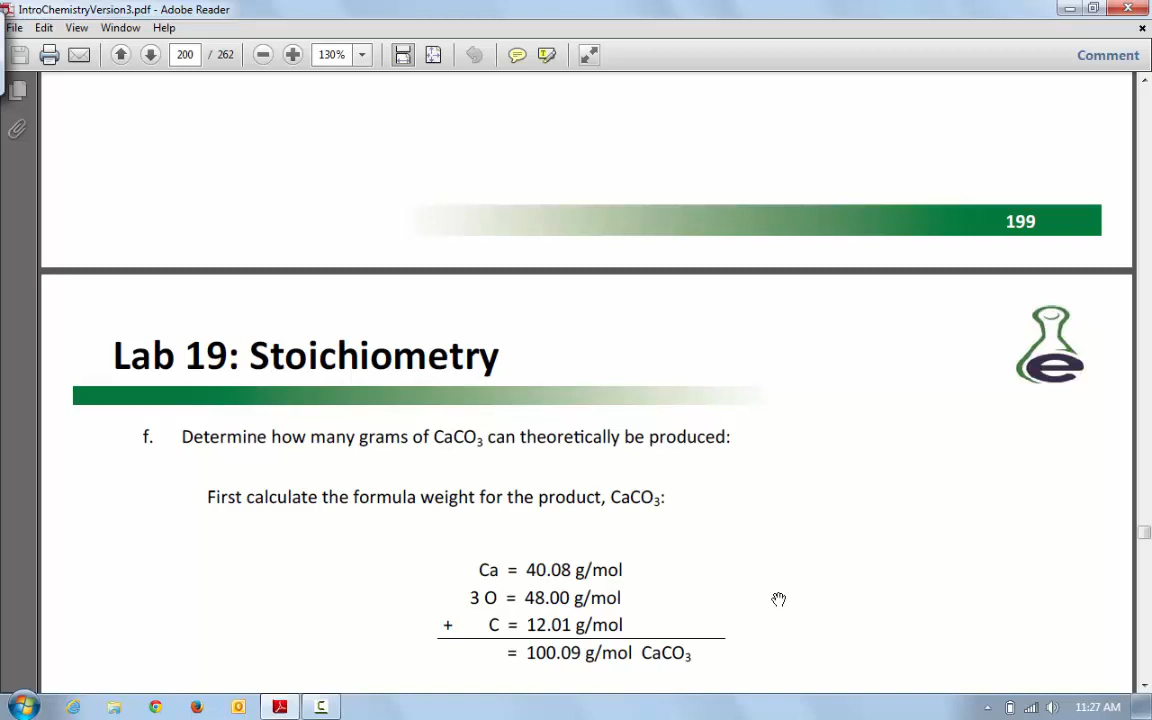 IntroChemistryVersion3.pdf - Adobe Reader
File Edit View Window Help
200 / 262 130% Comment
199
Lab 19: Stoichiometry
e
f. Determine how many grams of CaCO₃ can theoretically be produced:
First calculate the formula weight for the product, CaCO₃:
Ca = 40.08 g/mol
3 O = 48.00 g/mol
+ C = 12.01 g/mol
= 100.09 g/mol CaCO₃
11:27 AM